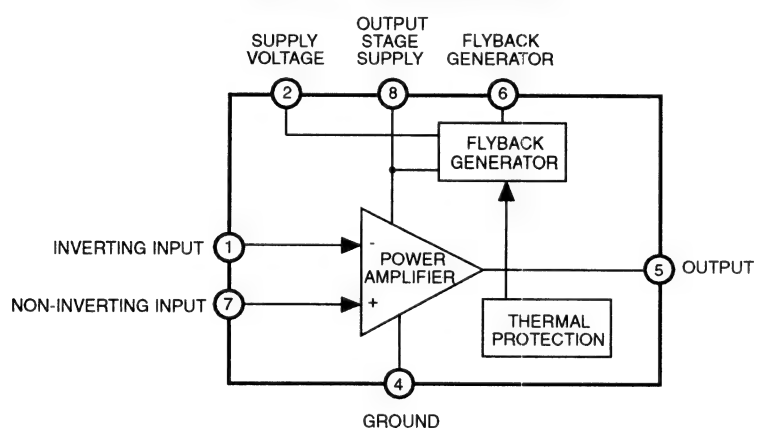 OUTPUT
STAGE
SUPPLY
SUPPLY
VOLTAGE
FLYBACK
GENERATOR
2
8
6
FLYBACK
GENERATOR
INVERTING INPUT
1
-
POWER
AMPLIFIER
5
OUTPUT
NON-INVERTING INPUT
7
+
THERMAL
PROTECTION
4
GROUND